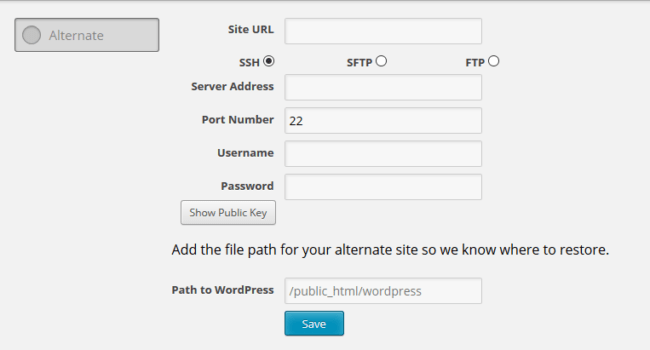 Alternate
Site URL
SSH SFTP FTP
Server Address
Port Number 22
Username
Password
Show Public Key
Add the file path for your alternate site so we know where to restore.
Path to WordPress /public_html/wordpress
Save